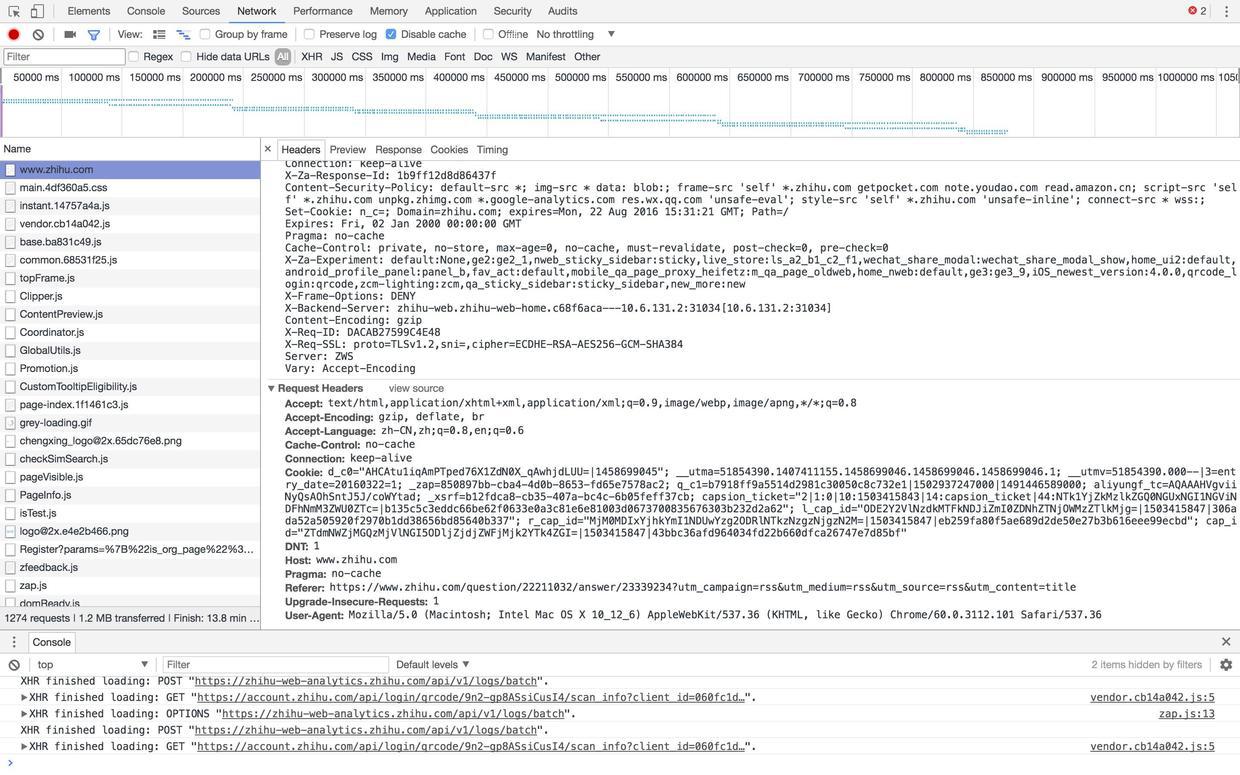 Elements Console Sources Network Performance Memory Application Security Audits 2
View: Group by frame Preserve log Disable cache Offline No throttling
Filter Regex Hide data URLs All XHR JS CSS Img Media Font Doc WS Manifest Other
50000 ms 100000 ms 150000 ms 200000 ms 250000 ms 300000 ms 350000 ms 400000 ms 450000 ms 500000 ms 550000 ms 600000 ms 650000 ms 700000 ms 750000 ms 800000 ms 850000 ms 900000 ms 950000 ms 1000000 ms 1050
Name
www.zhihu.com
main.4df360a5.css
instant.14757a4a.js
vendor.cb14a042.js
base.ba831c49.js
common.68531f25.js
topFrame.js
Clipper.js
ContentPreview.js
Coordinator.js
GlobalUtils.js
Promotion.js
CustomTooltipEligibility.js
page-index.1f1461c3.js
grey-loading.gif
chengxing_logo@2x.65dc76e8.png
checkSimSearch.js
pageVisible.js
PageInfo.js
isTest.js
logo@2x.e4e2b466.png
Register?params=%7B%22is_org_page%22%3...
zfeedback.js
zap.js
domReady.js
1274 requests | 1.2 MB transferred | Finish: 13.8 min ...
× Headers Preview Response Cookies Timing
Connection: keep-alive
X-Za-Response-Id: 1b9ff12d8d86437f
Content-Security-Policy: default-src *; img-src * data: blob:; frame-src 'self' *.zhihu.com getpocket.com note.youdao.com read.amazon.cn; script-src 'sel
f' *.zhihu.com unpkg.zhimg.com *.google-analytics.com res.wx.qq.com 'unsafe-eval'; style-src 'self' *.zhihu.com 'unsafe-inline'; connect-src * wss:;
Set-Cookie: n_c=; Domain=zhihu.com; expires=Mon, 22 Aug 2016 15:31:21 GMT; Path=/
Expires: Fri, 02 Jan 2000 00:00:00 GMT
Pragma: no-cache
Cache-Control: private, no-store, max-age=0, no-cache, must-revalidate, post-check=0, pre-check=0
X-Za-Experiment: default:None,ge2:ge2_1,nweb_sticky_sidebar:sticky,live_store:ls_a2_b1_c2_f1,wechat_share_modal:wechat_share_modal_show,home_ui2:default,
android_profile_panel:panel_b,fav_act:default,mobile_qa_page_proxy_heifetz:m_qa_page_oldweb,home_nweb:default,ge3:ge3_9,iOS_newest_version:4.0.0,qrcode_l
ogin:qrcode,zcm-lighting:zcm,qa_sticky_sidebar:sticky_sidebar,new_more:new
X-Frame-Options: DENY
X-Backend-Server: zhihu-web.zhihu-web-home.c68f6aca---10.6.131.2:31034[10.6.131.2:31034]
Content-Encoding: gzip
X-Req-ID: DACAB27599C4E48
X-Req-SSL: proto=TLSv1.2,sni=,cipher=ECDHE-RSA-AES256-GCM-SHA384
Server: ZWS
Vary: Accept-Encoding
Request Headers view source
Accept: text/html,application/xhtml+xml,application/xml;q=0.9,image/webp,image/apng,*/*;q=0.8
Accept-Encoding: gzip, deflate, br
Accept-Language: zh-CN,zh;q=0.8,en;q=0.6
Cache-Control: no-cache
Connection: keep-alive
Cookie: d_c0="AHCAtu1iqAmPTped76X1ZdN0X_qAwhjdLUU=|1458699045"; __utma=51854390.1407411155.1458699046.1458699046.1458699046.1; __utmv=51854390.000--|3=ent
ry_date=20160322=1; _zap=850897bb-cba4-4d0b-8653-fd65e7578ac2; q_c1=b7918ff9a5514d2981c30050c8c732e1|1502937247000|1491446589000; aliyungf_tc=AQAAAHVgvii
NyQsAOhSntJ5J/coWYtad; _xsrf=b12fdca8-cb35-407a-bc4c-6b05feff37cb; capsion_ticket="2|1:0|10:1503415843|14:capsion_ticket|44:NTk1YjZkMzlkZGQ0NGUxNGI1NGViN
DFhNmM3ZWU0ZTc=|b135c5c3eddc66be62f0633e0a3c81e6e81003d0673700835676303b232d2a62"; l_cap_id="ODE2Y2VlNzdkMTFkNDJiZmI0ZDNhZTNjOWMzZTlkMjg=|1503415847|306a
da52a505920f2970b1dd38656bd85640b337"; r_cap_id="MjM0MDIxYjhkYmI1NDUwYzg2ODRlNTkzNzgzNjgzN2M=|1503415847|eb259fa80f5ae689d2de50e27b3b616eee99ecbd"; cap_i
d="ZTdmNWZjMGQzMjVlNGI5ODljZjdjZWFjMjk2YTk4ZGI=|1503415847|43bbc36afd964034fd22b660dfca26747e7d85bf"
DNT: 1
Host: www.zhihu.com
Pragma: no-cache
Referer: https://www.zhihu.com/question/22211032/answer/23339234?utm_campaign=rss&utm_medium=rss&utm_source=rss&utm_content=title
Upgrade-Insecure-Requests: 1
User-Agent: Mozilla/5.0 (Macintosh; Intel Mac OS X 10_12_6) AppleWebKit/537.36 (KHTML, like Gecko) Chrome/60.0.3112.101 Safari/537.36
Console
top Filter Default levels 2 items hidden by filters
XHR finished loading: POST "https://zhihu-web-analytics.zhihu.com/api/v1/logs/batch".
XHR finished loading: GET "https://account.zhihu.com/api/login/qrcode/9n2-gp8ASsiCusI4/scan_info?client_id=060fc1d…". vendor.cb14a042.js:5
XHR finished loading: OPTIONS "https://zhihu-web-analytics.zhihu.com/api/v1/logs/batch". zap.js:13
XHR finished loading: POST "https://zhihu-web-analytics.zhihu.com/api/v1/logs/batch".
XHR finished loading: GET "https://account.zhihu.com/api/login/qrcode/9n2-gp8ASsiCusI4/scan_info?client_id=060fc1d…". vendor.cb14a042.js:5